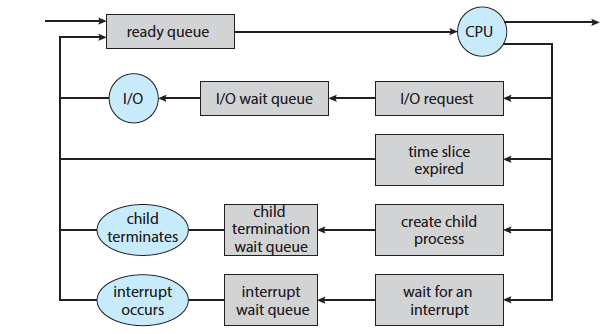 ready queue
CPU
I/O
I/O wait queue
I/O request
time slice
expired
child
terminates
child
termination
wait queue
create child
process
interrupt
occurs
interrupt
wait queue
wait for an
interrupt